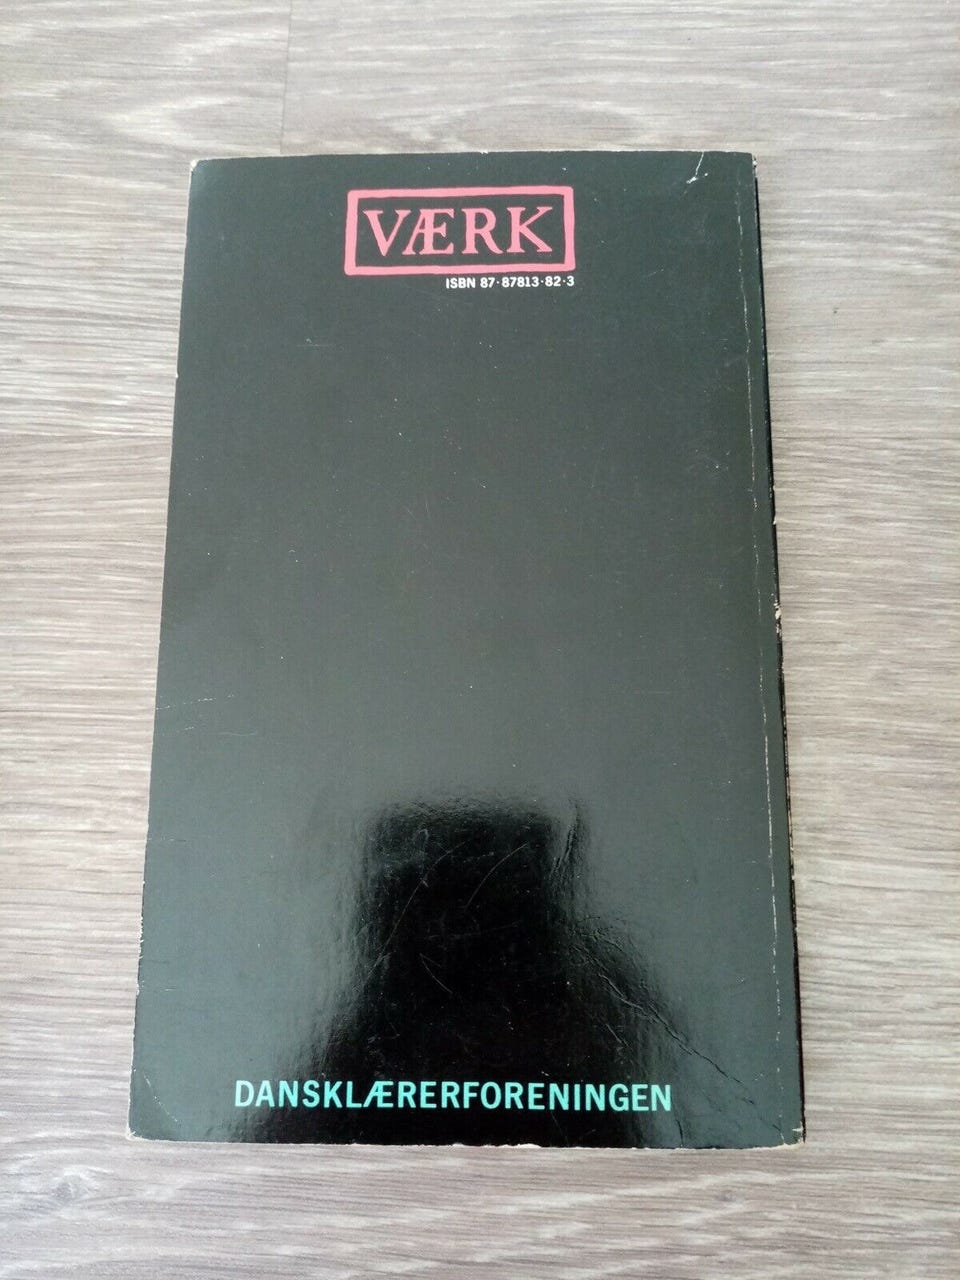 VÆRK
ISBN 87·87813·82·3
DANSKLÆRERFORENINGEN